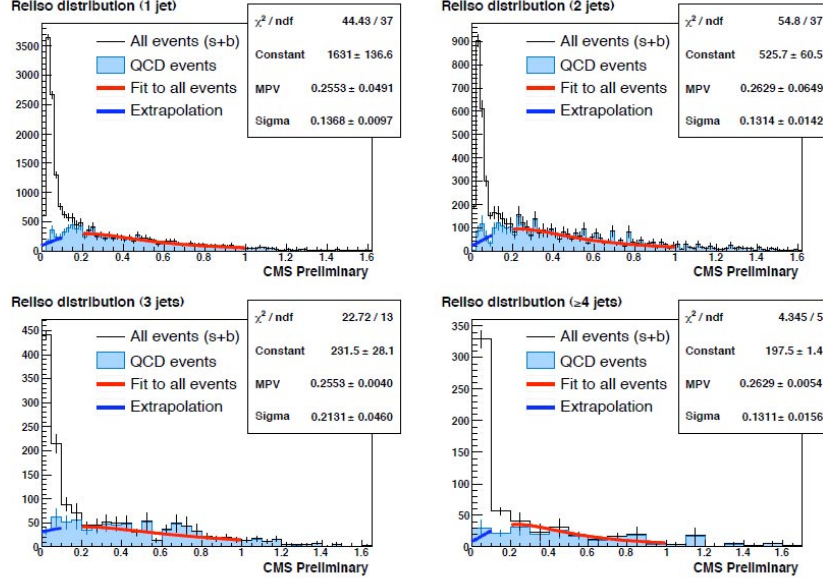 RelIso distribution (1 jet)
χ² / ndf 44.43 / 37
Constant 1631 ± 136.6
MPV 0.2553 ± 0.0491
Sigma 0.1368 ± 0.0097
All events (s+b)
QCD events
Fit to all events
Extrapolation
3500
3000
2500
2000
1500
1000
500
0
0 0.2 0.4 0.6 0.8 1 1.2 1.4 1.6
CMS Preliminary
RelIso distribution (2 jets)
χ² / ndf 54.8 / 37
Constant 525.7 ± 60.5
MPV 0.2629 ± 0.0649
Sigma 0.1314 ± 0.0142
All events (s+b)
QCD events
Fit to all events
Extrapolation
900
800
700
600
500
400
300
200
100
0
0 0.2 0.4 0.6 0.8 1 1.2 1.4 1.6
CMS Preliminary
RelIso distribution (3 jets)
χ² / ndf 22.72 / 13
Constant 231.5 ± 28.1
MPV 0.2553 ± 0.0040
Sigma 0.2131 ± 0.0460
All events (s+b)
QCD events
Fit to all events
Extrapolation
450
400
350
300
250
200
150
100
50
0
0 0.2 0.4 0.6 0.8 1 1.2 1.4 1.6
CMS Preliminary
RelIso distribution (≥4 jets)
χ² / ndf 4.345 / 5
Constant 197.5 ± 1.4
MPV 0.2629 ± 0.0054
Sigma 0.1311 ± 0.0156
All events (s+b)
QCD events
Fit to all events
Extrapolation
350
300
250
200
150
100
50
0
0 0.2 0.4 0.6 0.8 1 1.2 1.4 1.6
CMS Preliminary